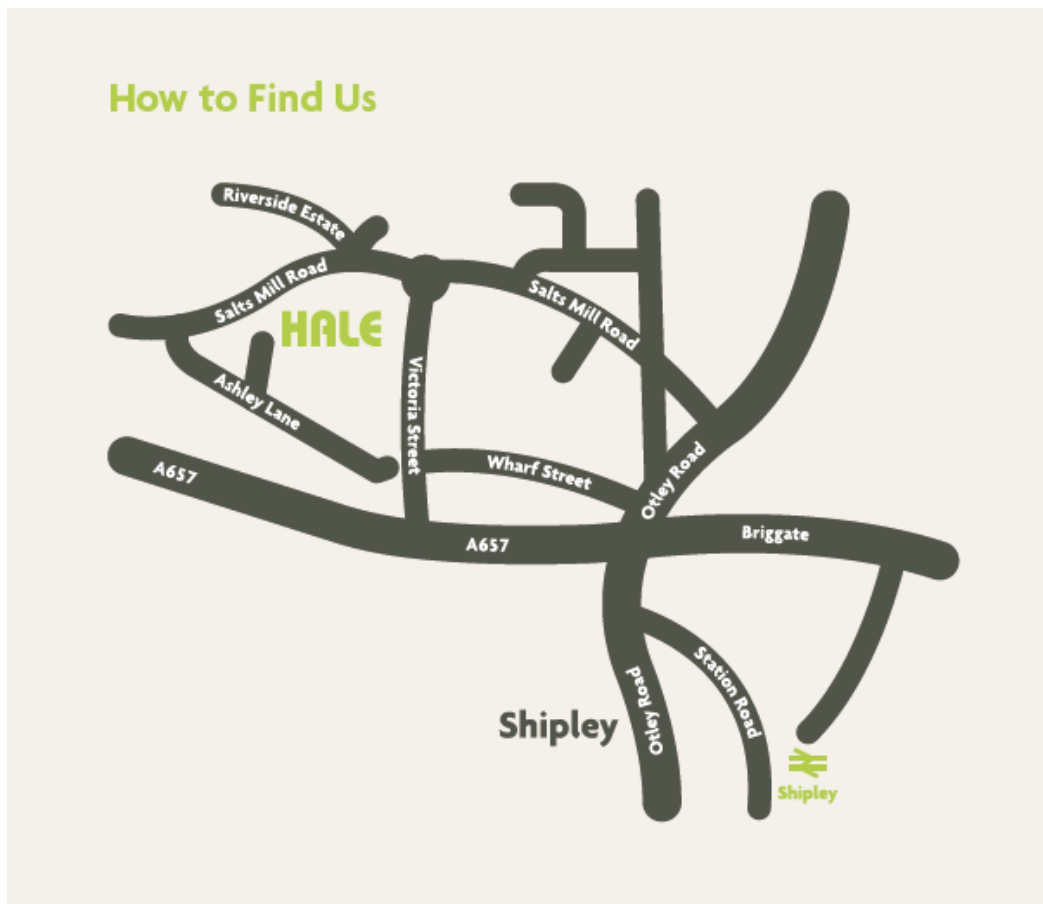 How to Find Us
Riverside Estate
Salts Mill Road
Salts Mill Road
HALE
Ashley Lane
Victoria Street
Wharf Street
Otley Road
A657
A657
Briggate
Station Road
Otley Road
Shipley
Shipley